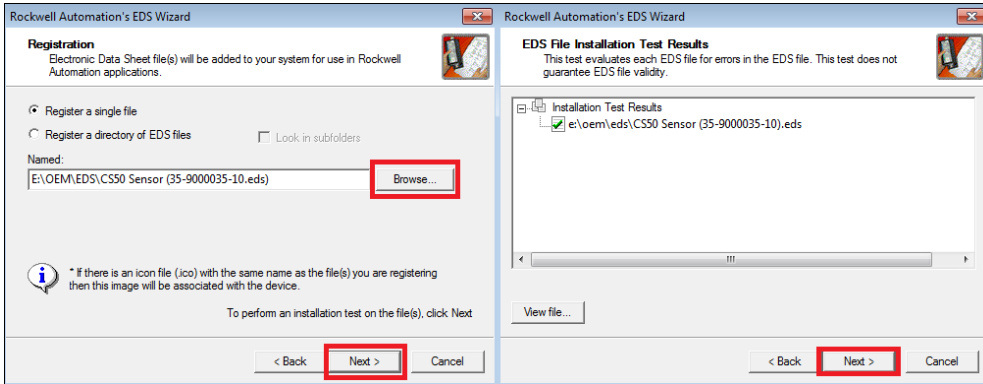 Rockwell Automation's EDS Wizard
Registration
Electronic Data Sheet file(s) will be added to your system for use in Rockwell
Automation applications.
Register a single file
Register a directory of EDS files
Look in subfolders
Named:
E:\OEM\EDS\CS50 Sensor (35-9000035-10.eds)
Browse...
* If there is an icon file (.ico) with the same name as the file(s) you are registering
then this image will be associated with the device.
To perform an installation test on the file(s), click Next
< Back
Next >
Cancel
Rockwell Automation's EDS Wizard
EDS File Installation Test Results
This test evaluates each EDS file for errors in the EDS file. This test does not
guarantee EDS file validity.
Installation Test Results
e:\oem\eds\CS50 Sensor (35-9000035-10).eds
View file...
< Back
Next >
Cancel